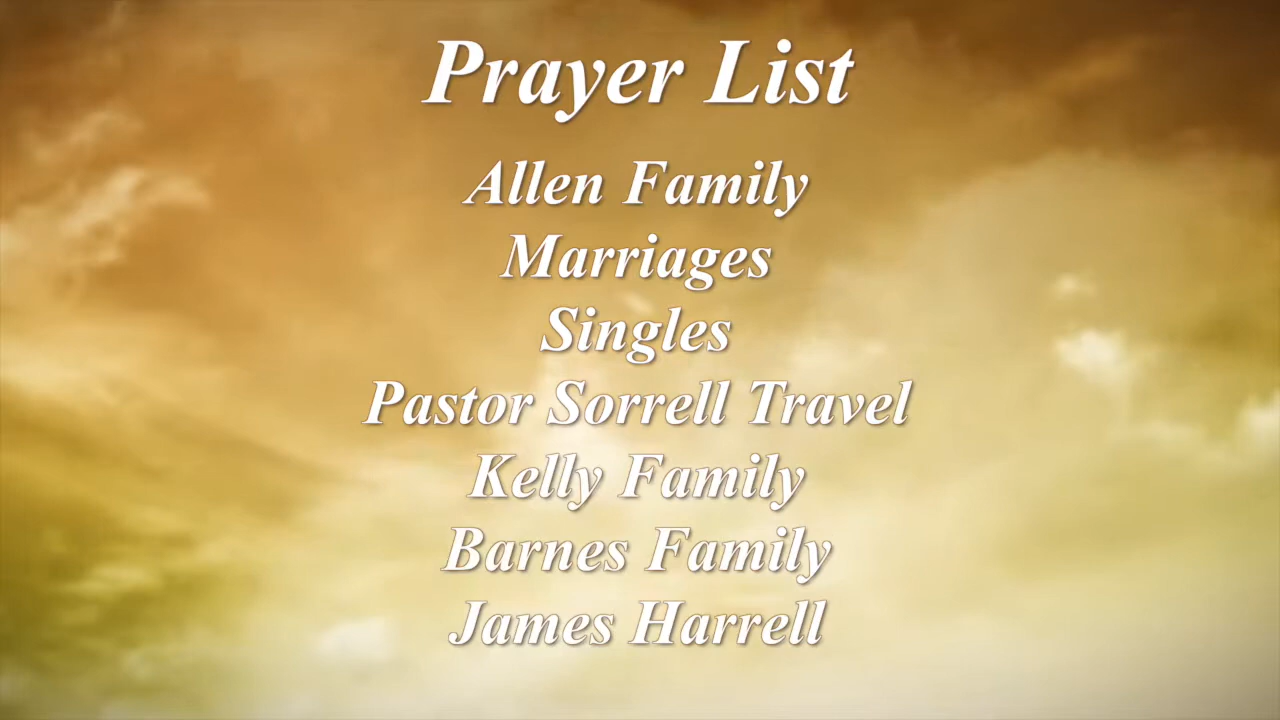 Prayer List
Allen Family
Marriages
Singles
Pastor Sorrell Travel
Kelly Family
Barnes Family
James Harrell